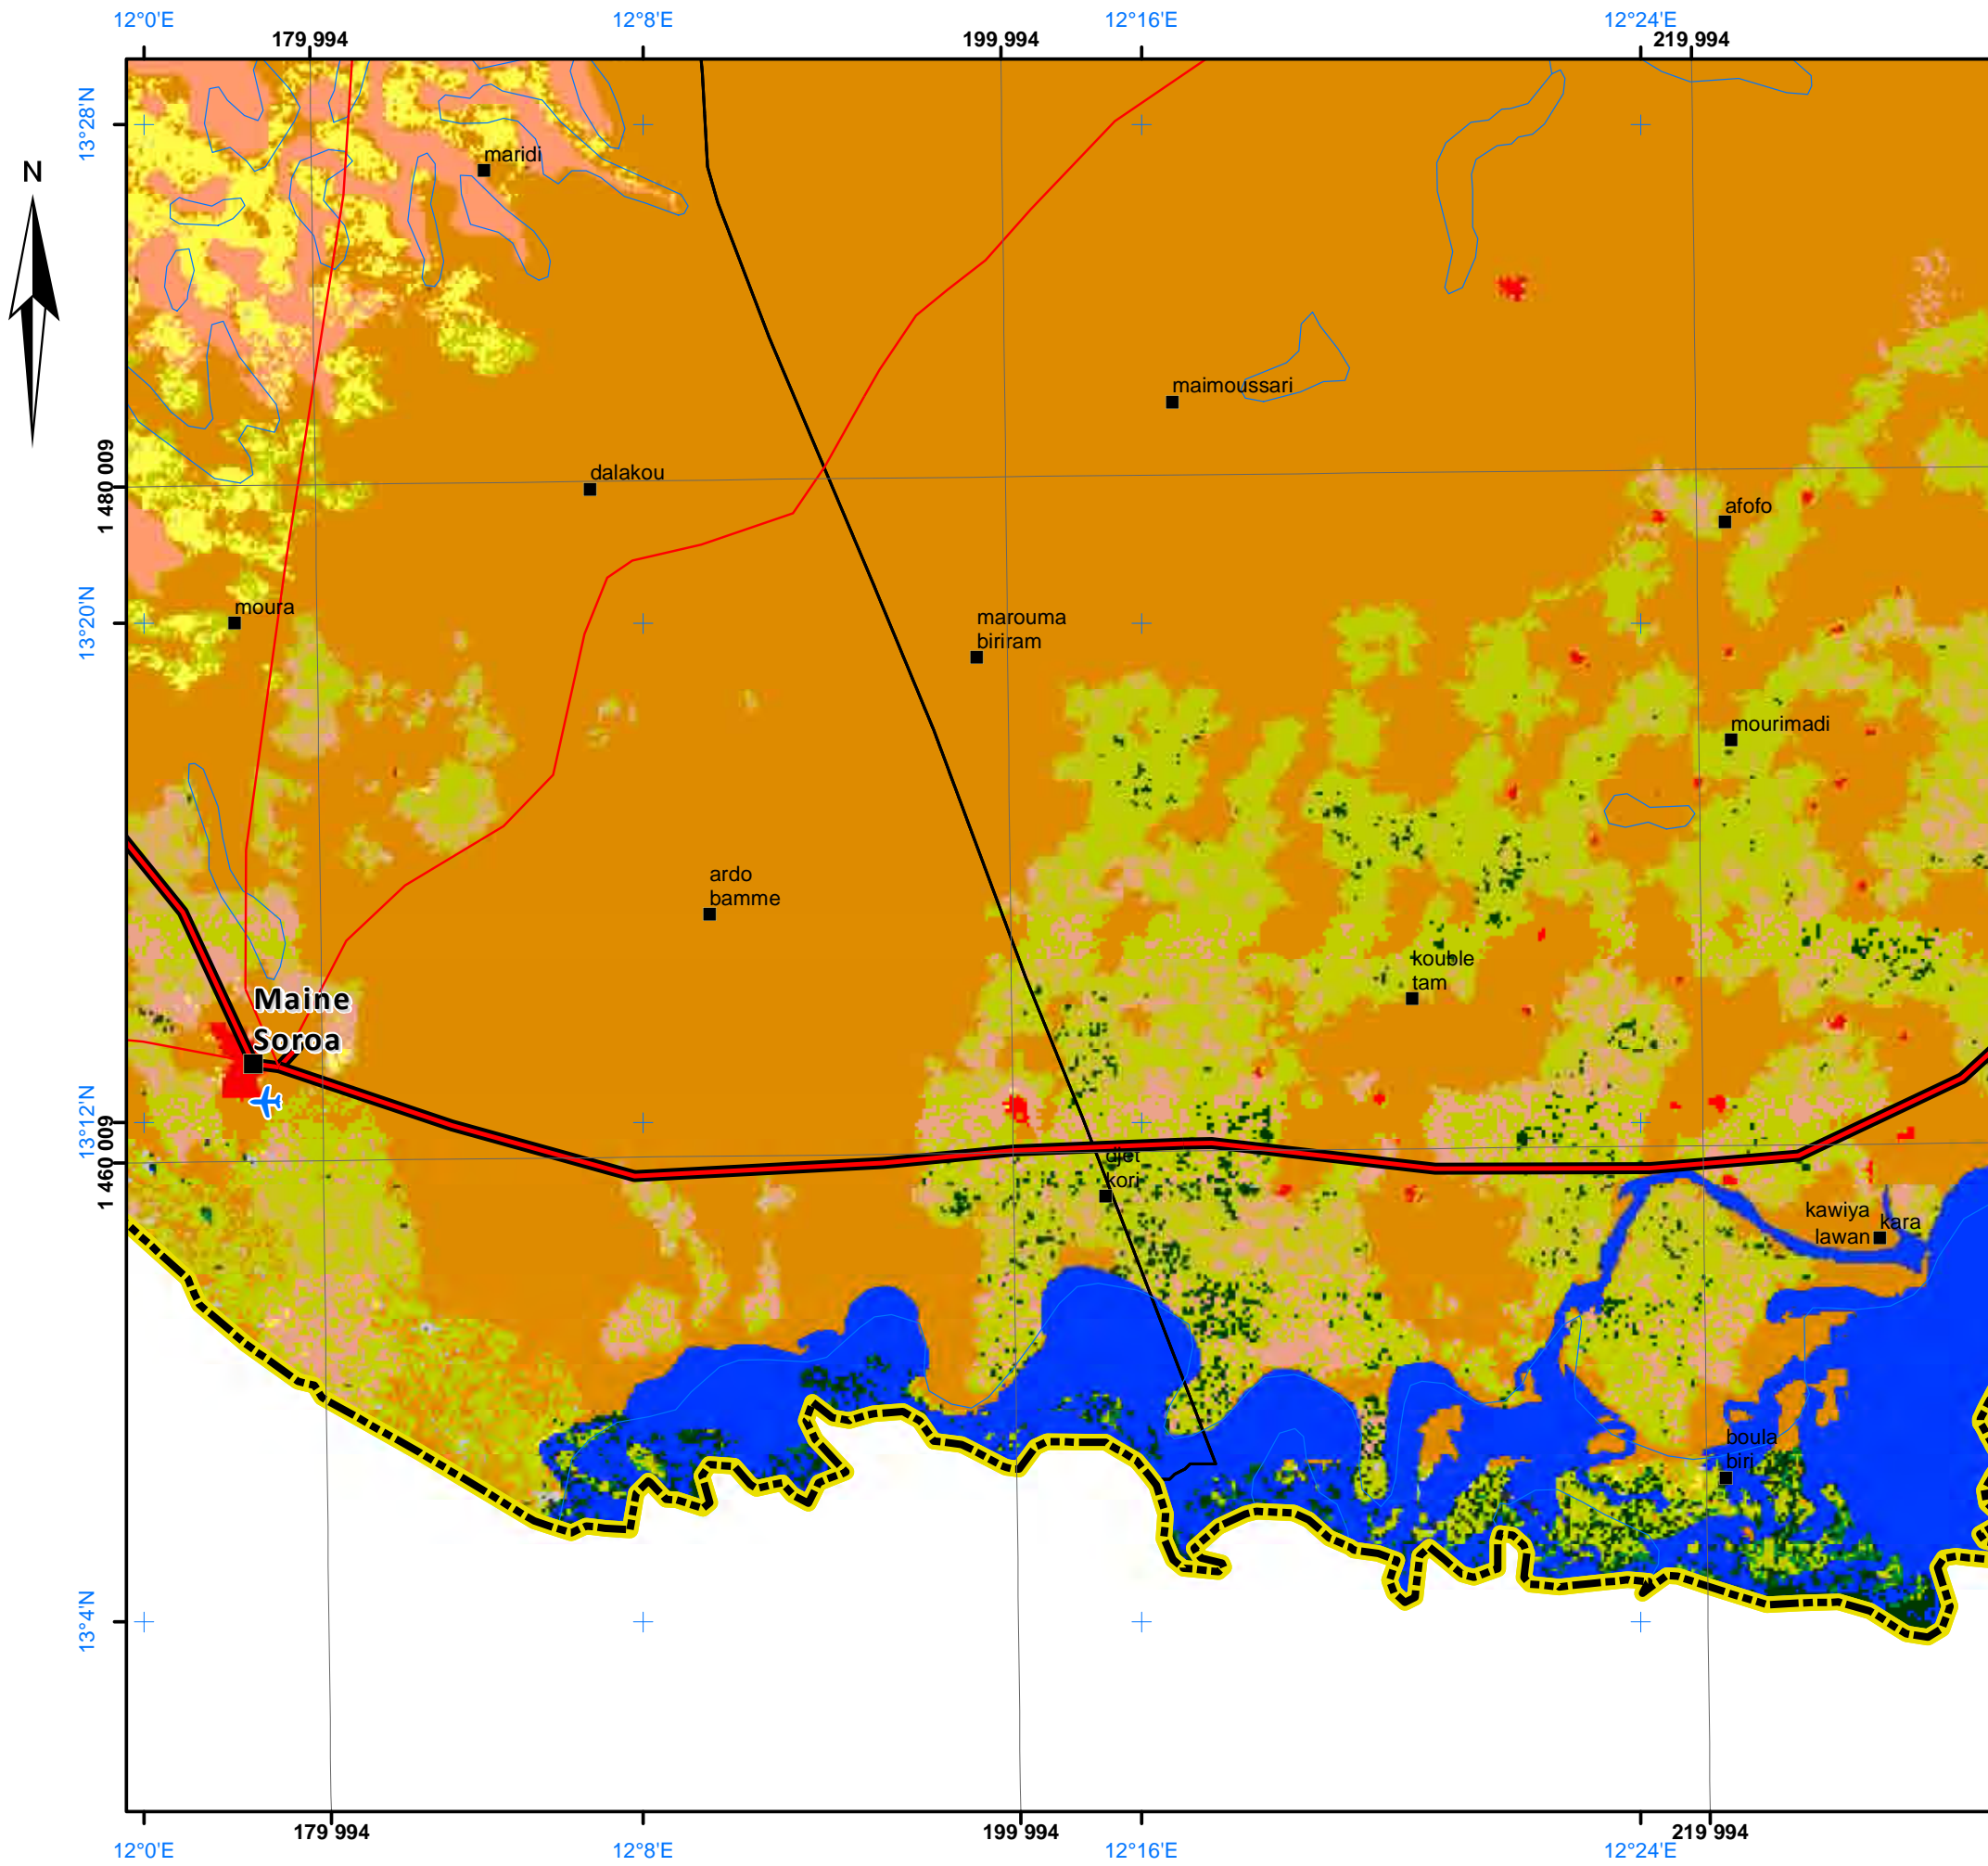 12°0'E 12°8'E 12°16'E 12°24'E
179 994 199 994 219 994
13°28'N
N
maridi
maimoussari
1 480 009
dalakou
afofo
13°20'N
moura
marouma
biriram
mourimadi
ardo
bamme
kouble
tam
Maine
Soroa
13°12'N
1 460 009
djet
kori
kawiya
lawan
kara
boula
biri
13°4'N
179 994 199 994 219 994
12°0'E 12°8'E 12°16'E 12°24'E